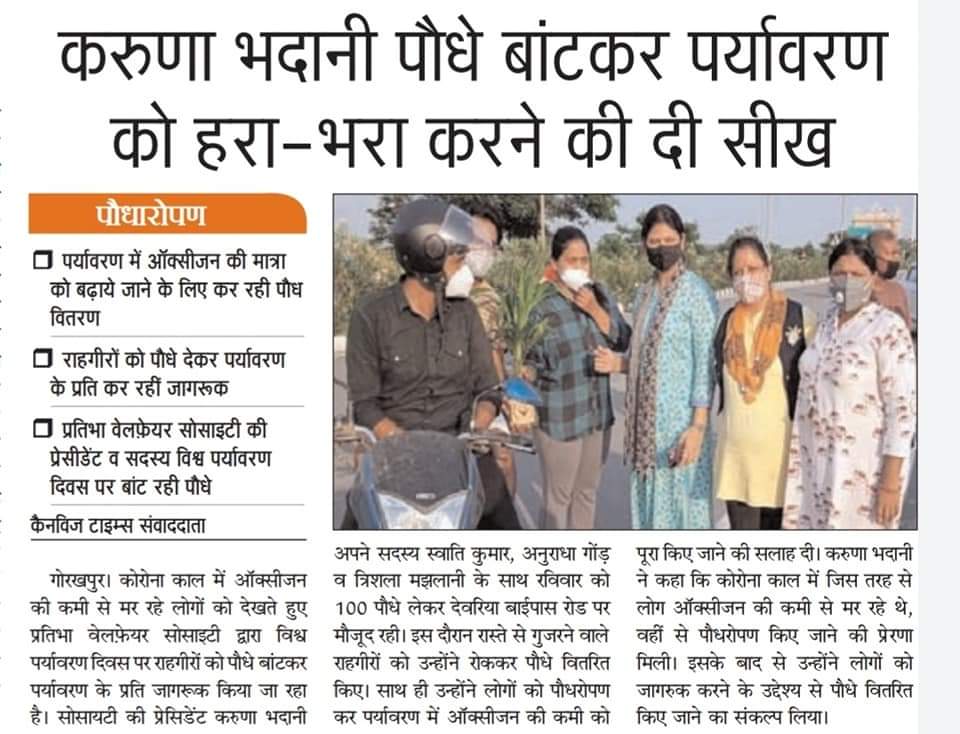 करुणा भदानी पौधे बांटकर पर्यावरण
को हरा-भरा करने की दी सीख
पौधारोपण
पर्यावरण में ऑक्सीजन की मात्रा
को बढ़ाये जाने के लिए कर रही पौध
वितरण
राहगीरों को पौधे देकर पर्यावरण
के प्रति कर रहीं जागरूक
प्रतिभा वेलफ़ेयर सोसाइटी की
प्रेसीडेंट व सदस्य विश्व पर्यावरण
दिवस पर बांट रही पौधे
कैनविज टाइम्स संवाददाता
गोरखपुर। कोरोना काल में ऑक्सीजन
की कमी से मर रहे लोगों को देखते हुए
प्रतिभा वेलफ़ेयर सोसाइटी द्वारा विश्व
पर्यावरण दिवस पर राहगीरों को पौधे बांटकर
पर्यावरण के प्रति जागरूक किया जा रहा
है। सोसायटी की प्रेसिडेंट करुणा भदानी
अपने सदस्य स्वाति कुमार, अनुराधा गोंड़
व त्रिशला मझलानी के साथ रविवार को
100 पौधे लेकर देवरिया बाईपास रोड पर
मौजूद रही। इस दौरान रास्ते से गुजरने वाले
राहगीरों को उन्होंने रोककर पौधे वितरित
किए। साथ ही उन्होंने लोगों को पौधरोपण
कर पर्यावरण में ऑक्सीजन की कमी को
पूरा किए जाने की सलाह दी। करुणा भदानी
ने कहा कि कोरोना काल में जिस तरह से
लोग ऑक्सीजन की कमी से मर रहे थे,
वहीं से पौधरोपण किए जाने की प्रेरणा
मिली। इसके बाद से उन्होंने लोगों को
जागरुक करने के उद्देश्य से पौधे वितरित
किए जाने का संकल्प लिया।